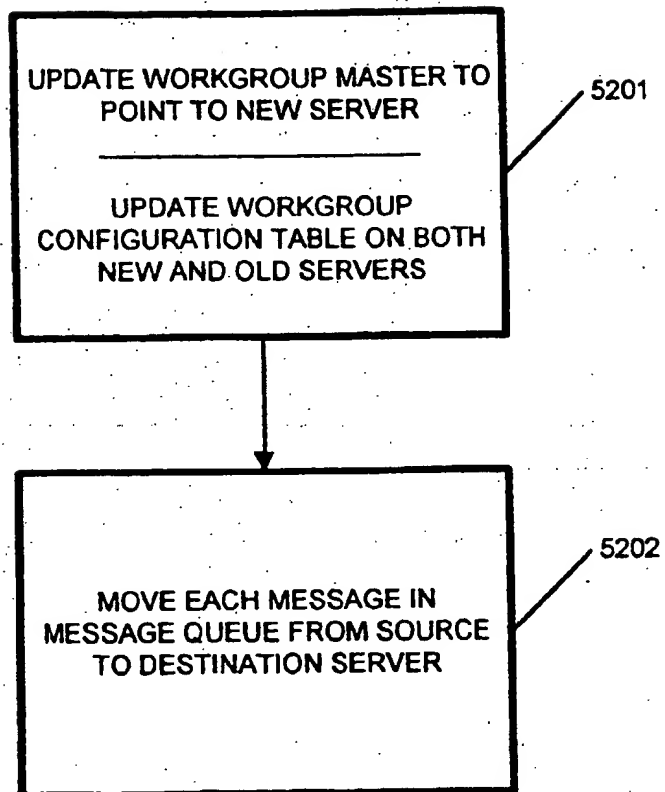 UPDATE WORKGROUP MASTER TO
POINT TO NEW SERVER
5201
UPDATE WORKGROUP
CONFIGURATION TABLE ON BOTH
NEW AND OLD SERVERS
5202
MOVE EACH MESSAGE IN
MESSAGE QUEUE FROM SOURCE
TO DESTINATION SERVER